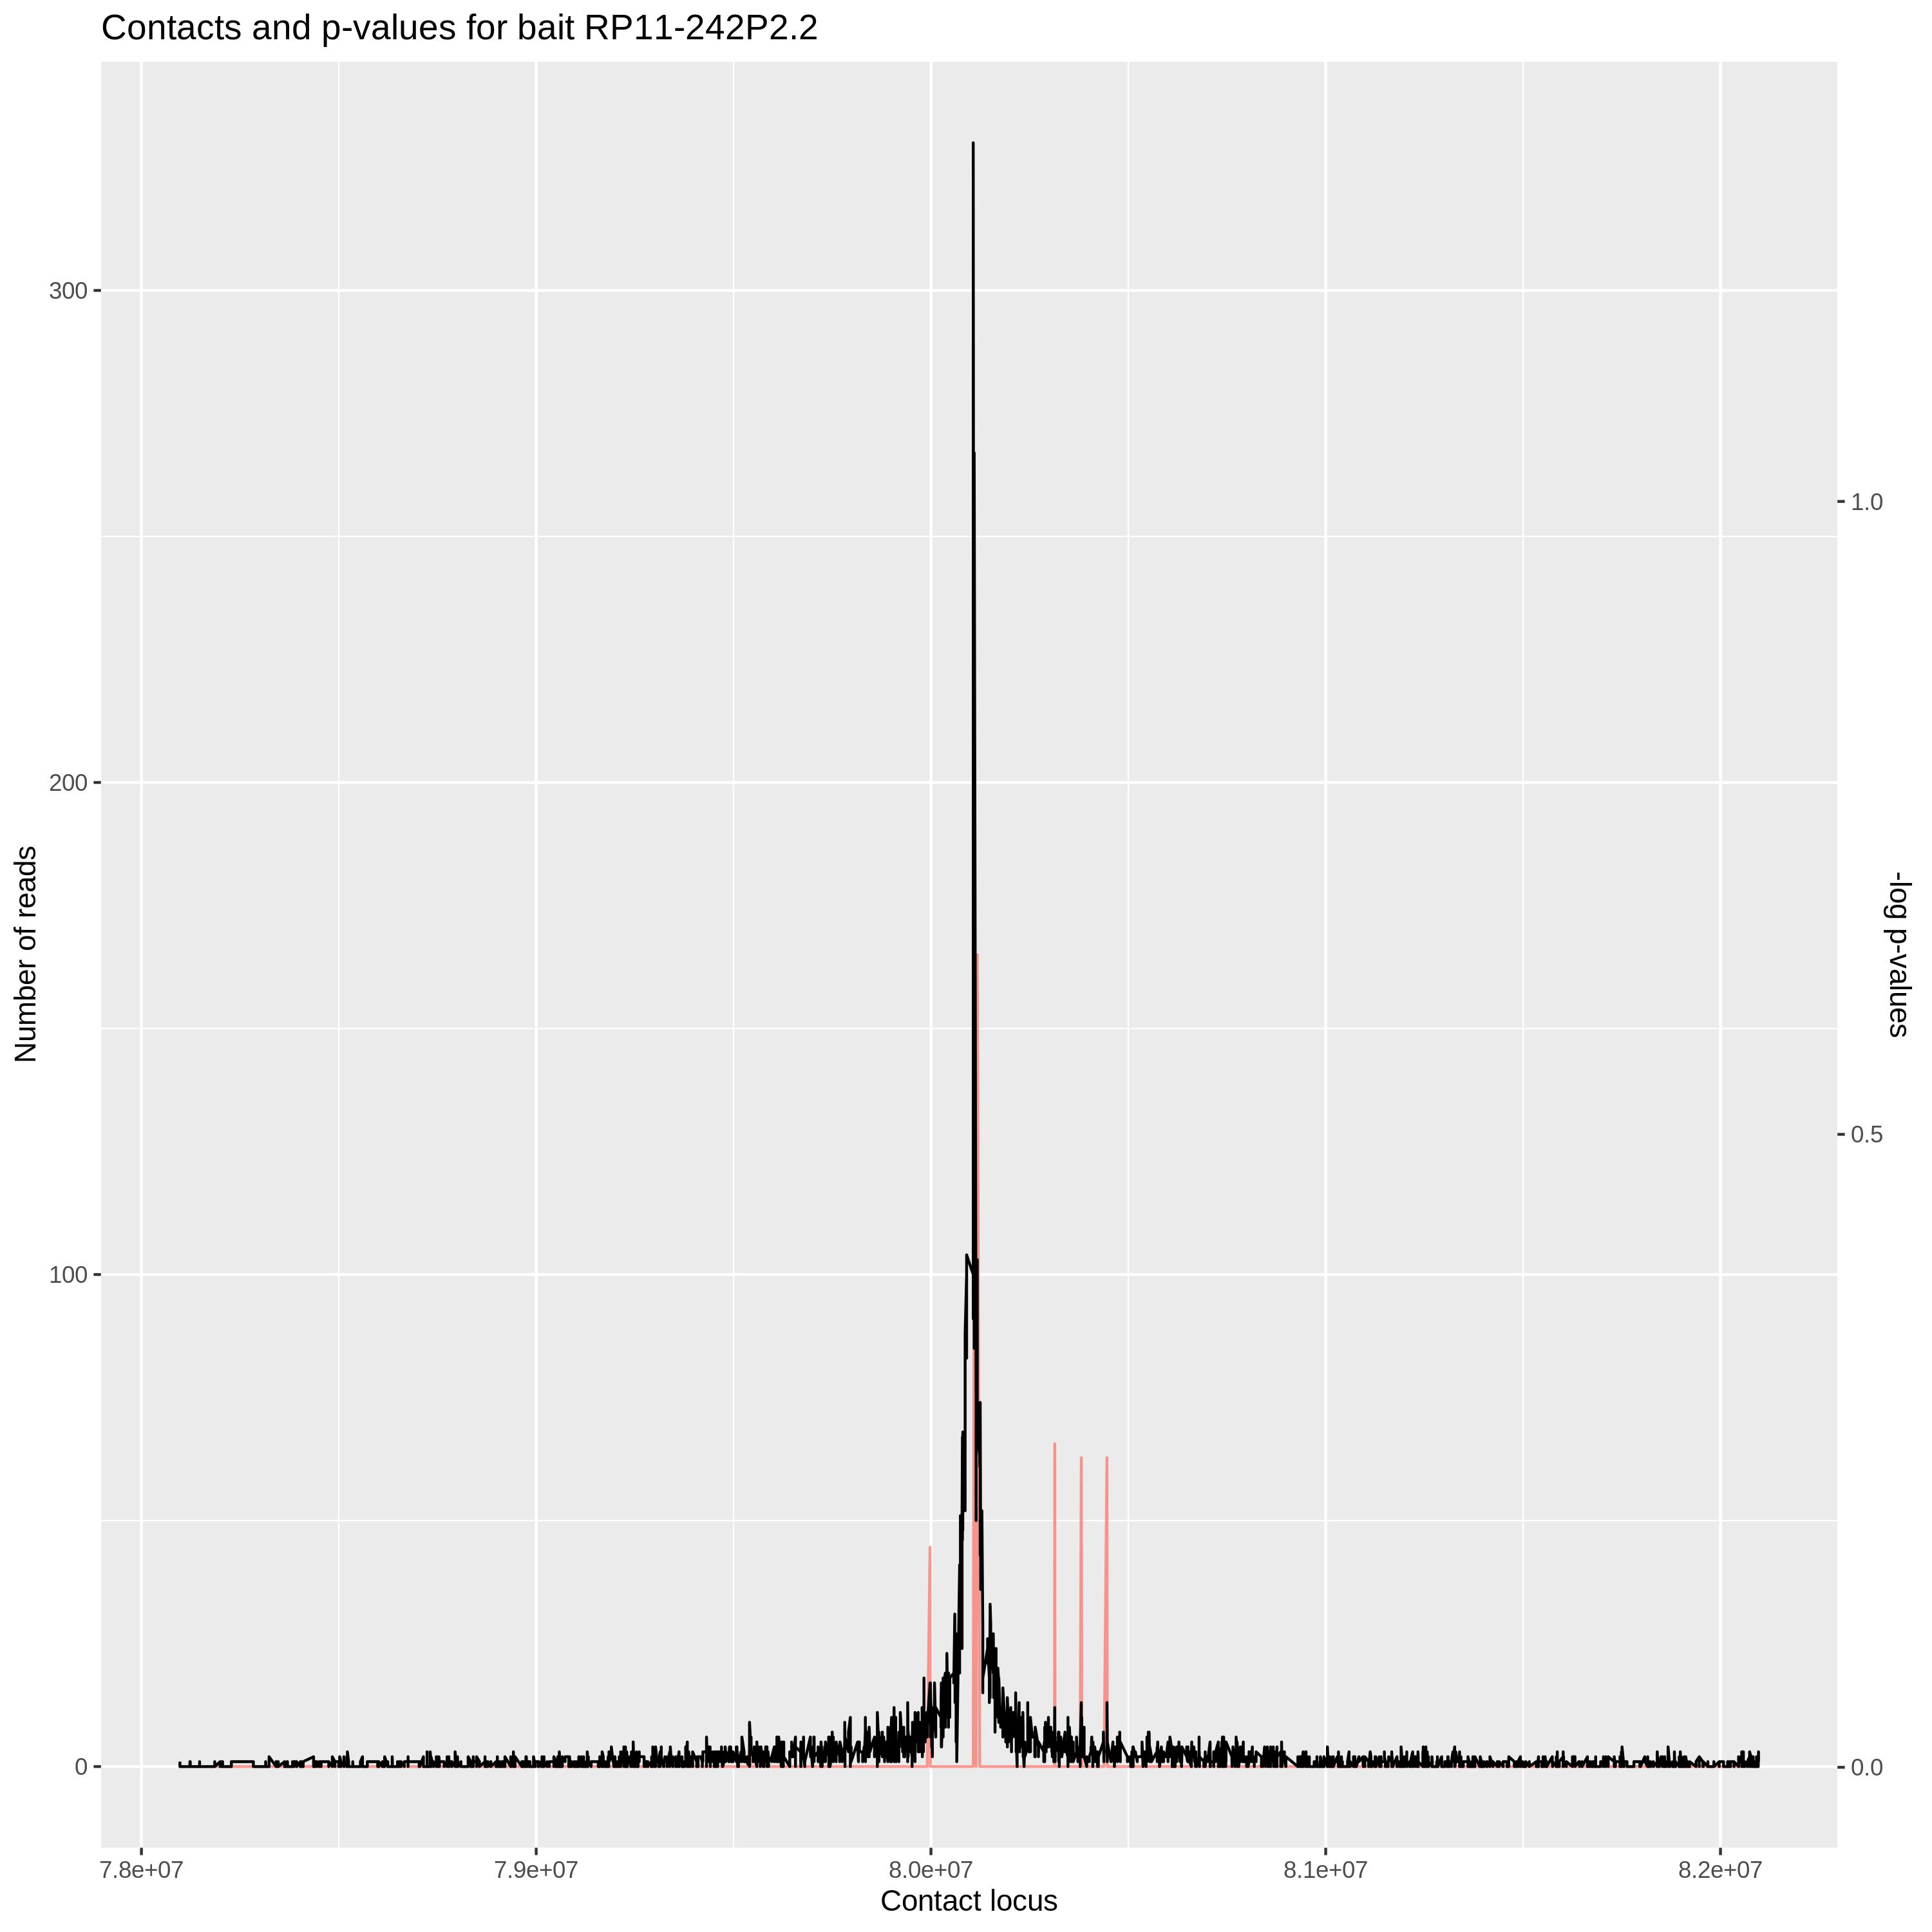 Contacts and p-values for bait RP11-242P2.2
300
200
100
0
Number of reads
1.0
0.5
0.0
-log p-values
7.8e+07
7.9e+07
8.0e+07
8.1e+07
8.2e+07
Contact locus